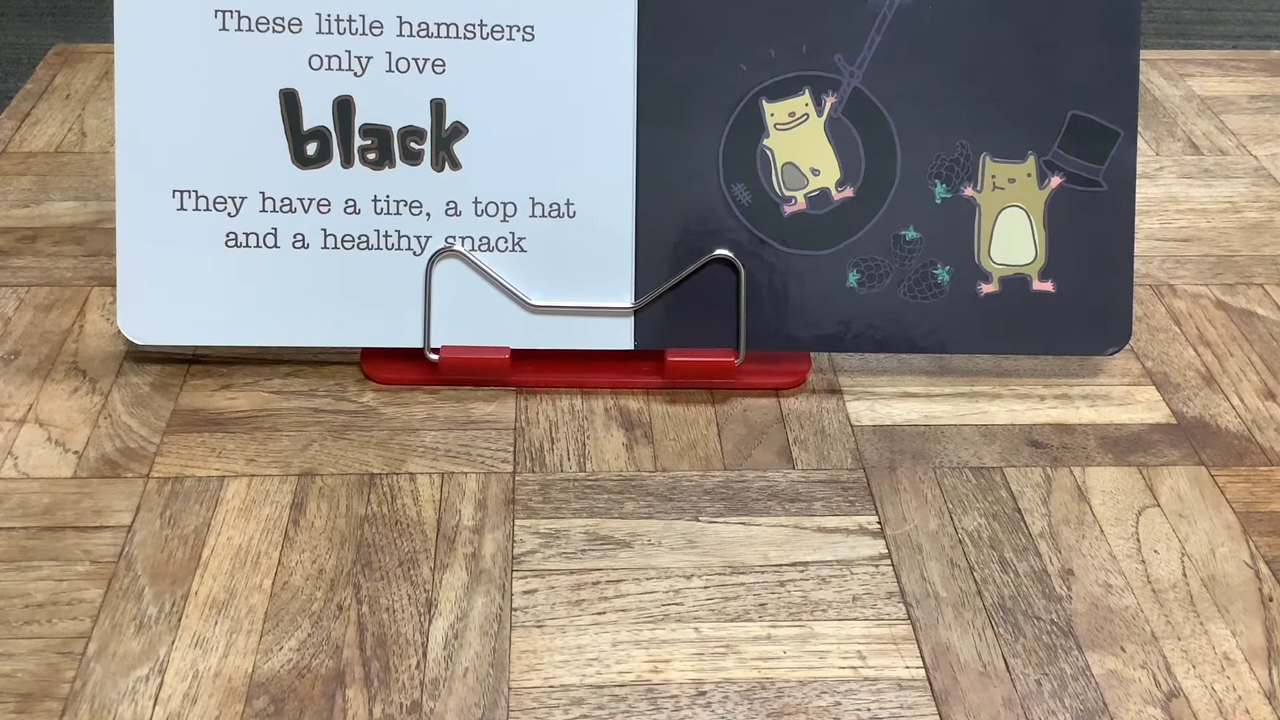 These little hamsters
only love
black
They have a tire, a top hat
and a healthy snack